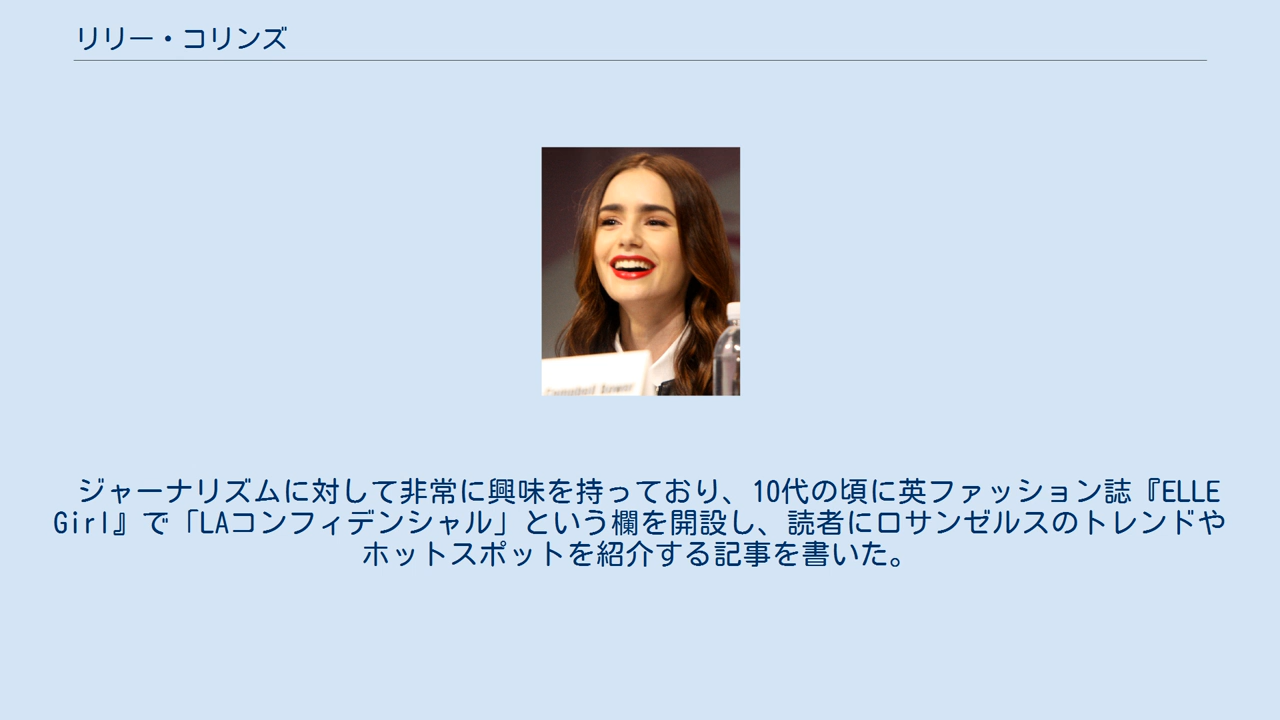 リリー・コリンズ
ジャーナリズムに対して非常に興味を持っており、10代の頃に英ファッション誌『ELLE
Girl』で「LAコンフィデンシャル」という欄を開設し、読者にロサンゼルスのトレンドや
ホットスポットを紹介する記事を書いた。